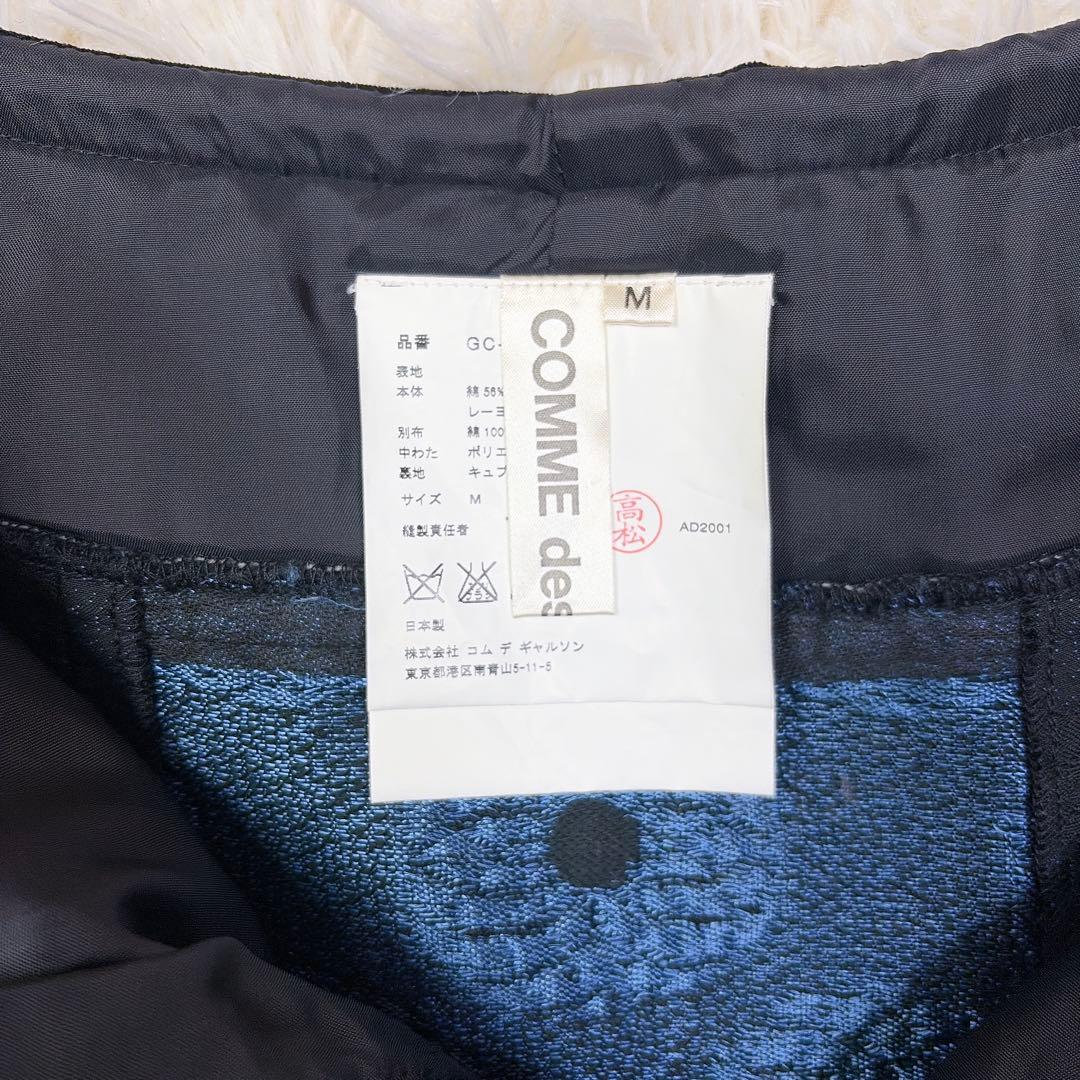 M
COMME des
品番 GC-
表地
本体 綿 56%
レーヨ
別布 綿 100
中わた ポリエ
裏地 キュプ
サイズ M
縫製責任者
高松
AD2001
日本製
株式会社 コム デ ギャルソン
東京都港区南青山5-11-5